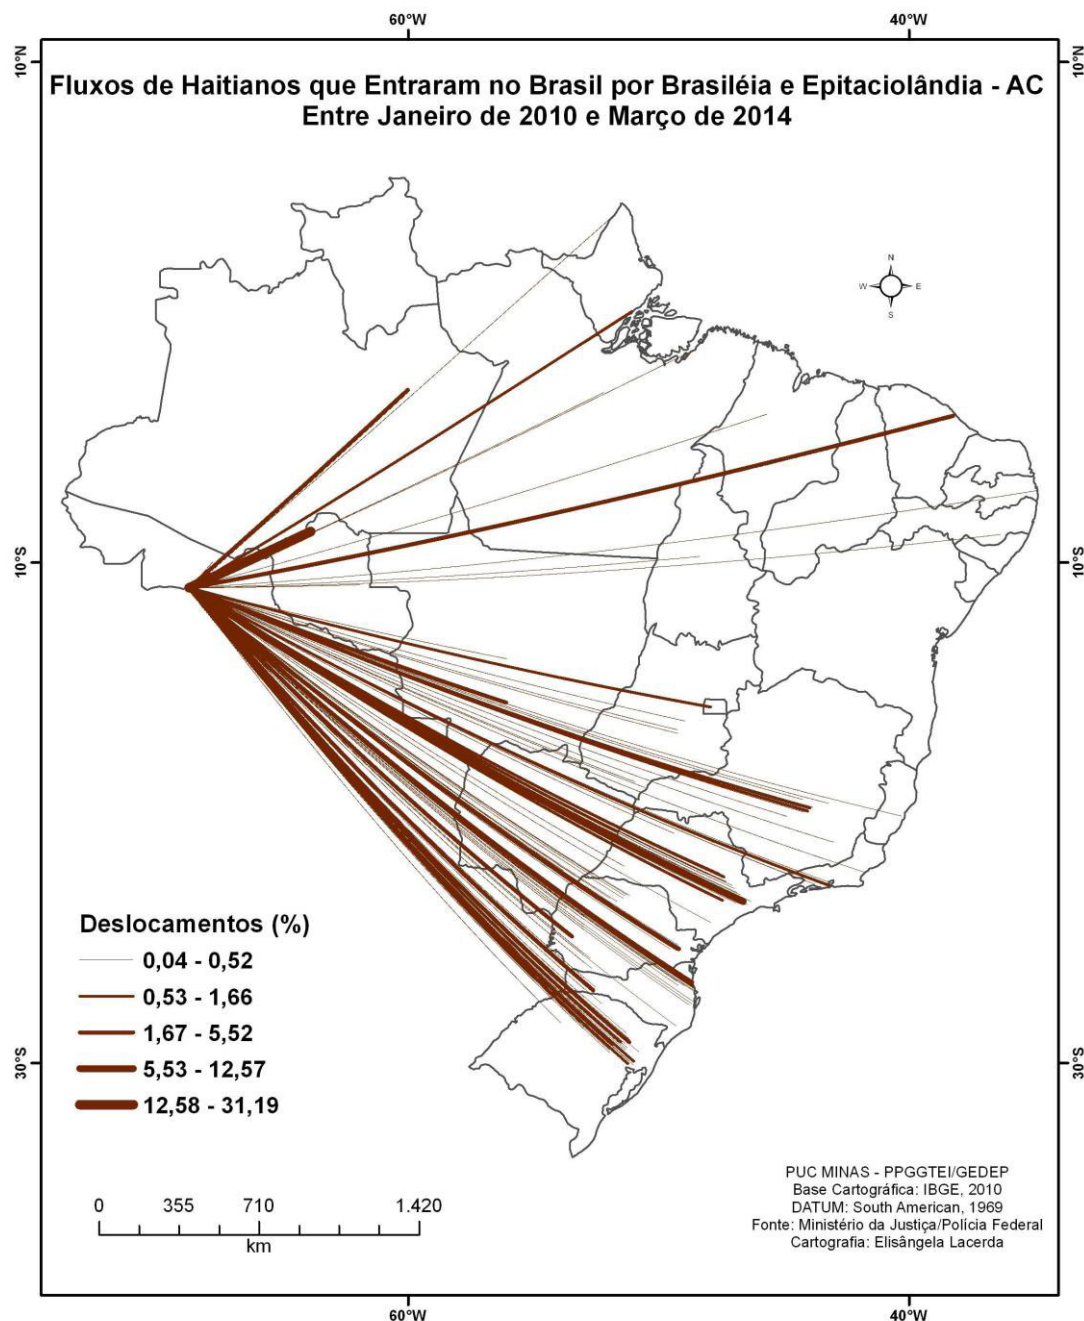 60°W 40°W
10°N 10°N
Fluxos de Haitianos que Entraram no Brasil por Brasiléia e Epitaciolândia - AC
Entre Janeiro de 2010 e Março de 2014
N
W E
S
10°S 10°S
Deslocamentos (%)
0,04 - 0,52
0,53 - 1,66
1,67 - 5,52
5,53 - 12,57
12,58 - 31,19
30°S 30°S
0 355 710 1.420
km
PUC MINAS - PPGGTEI/GEDEP
Base Cartográfica: IBGE, 2010
DATUM: South American, 1969
Fonte: Ministério da Justiça/Polícia Federal
Cartografia: Elisângela Lacerda
60°W 40°W